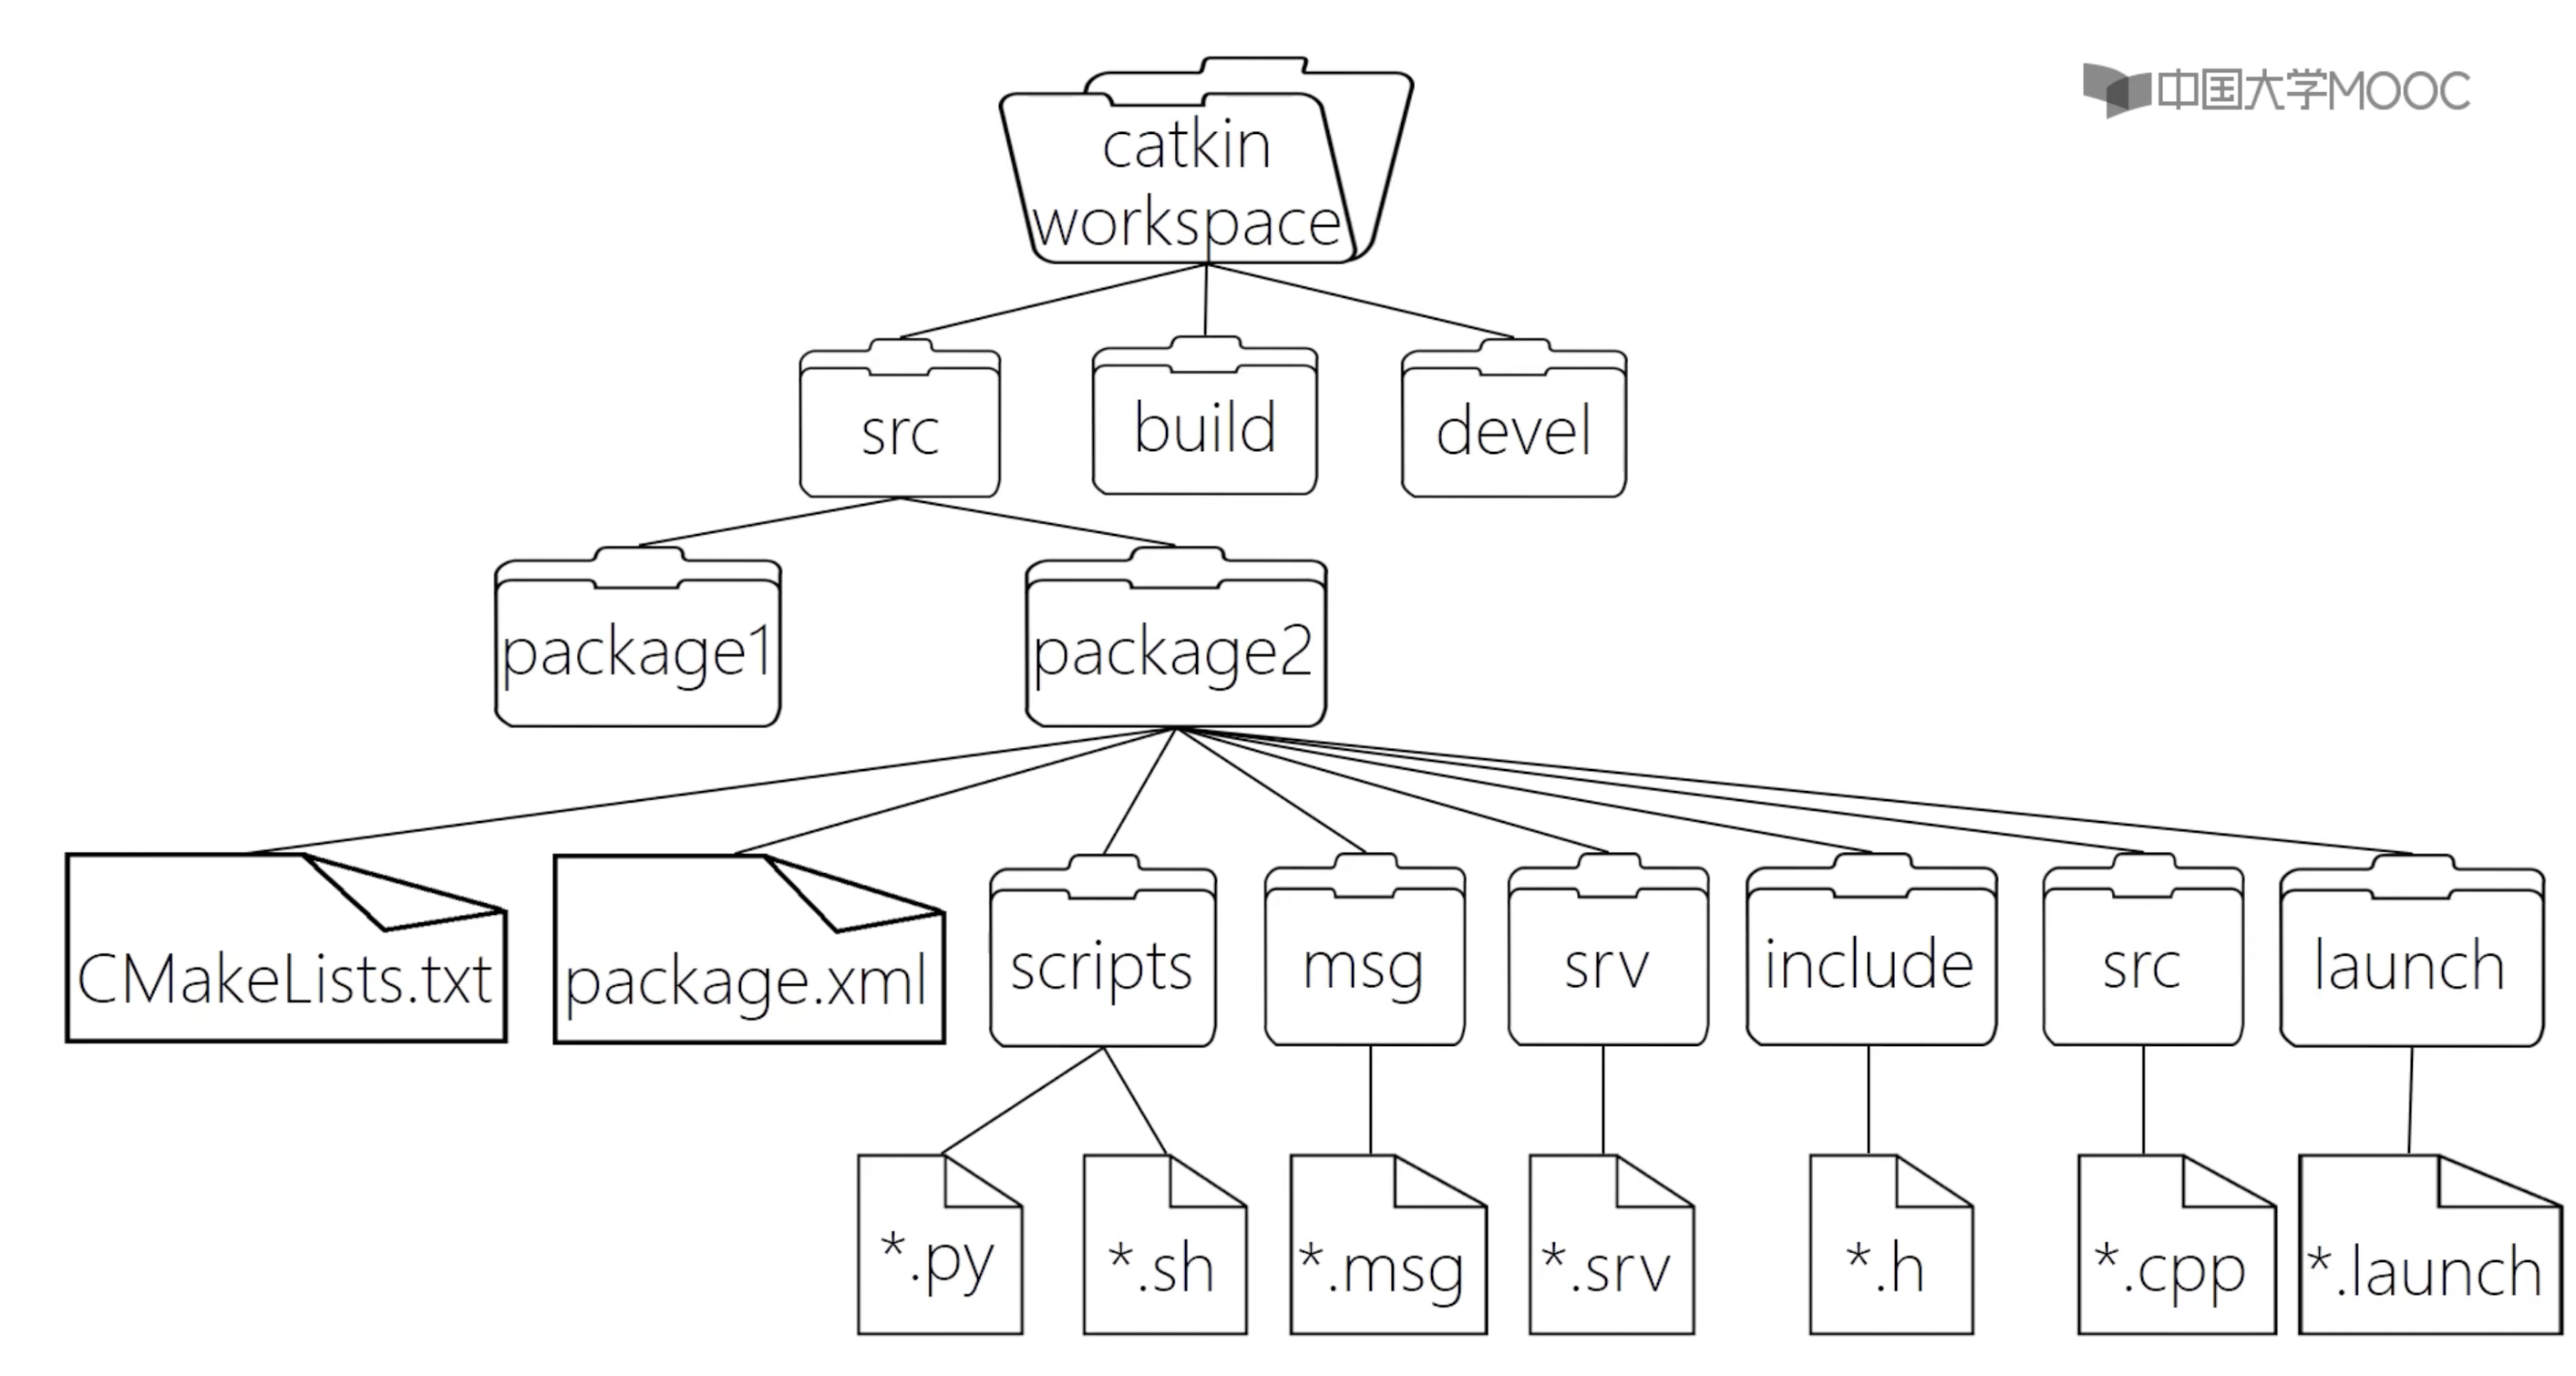 中国大学MOOC
catkin
workspace
src
build
devel
package1
package2
CMakeLists.txt
package.xml
scripts
msg
srv
include
src
launch
*.py
*.sh
*.msg
*.srv
*.h
*.cpp
*.launch